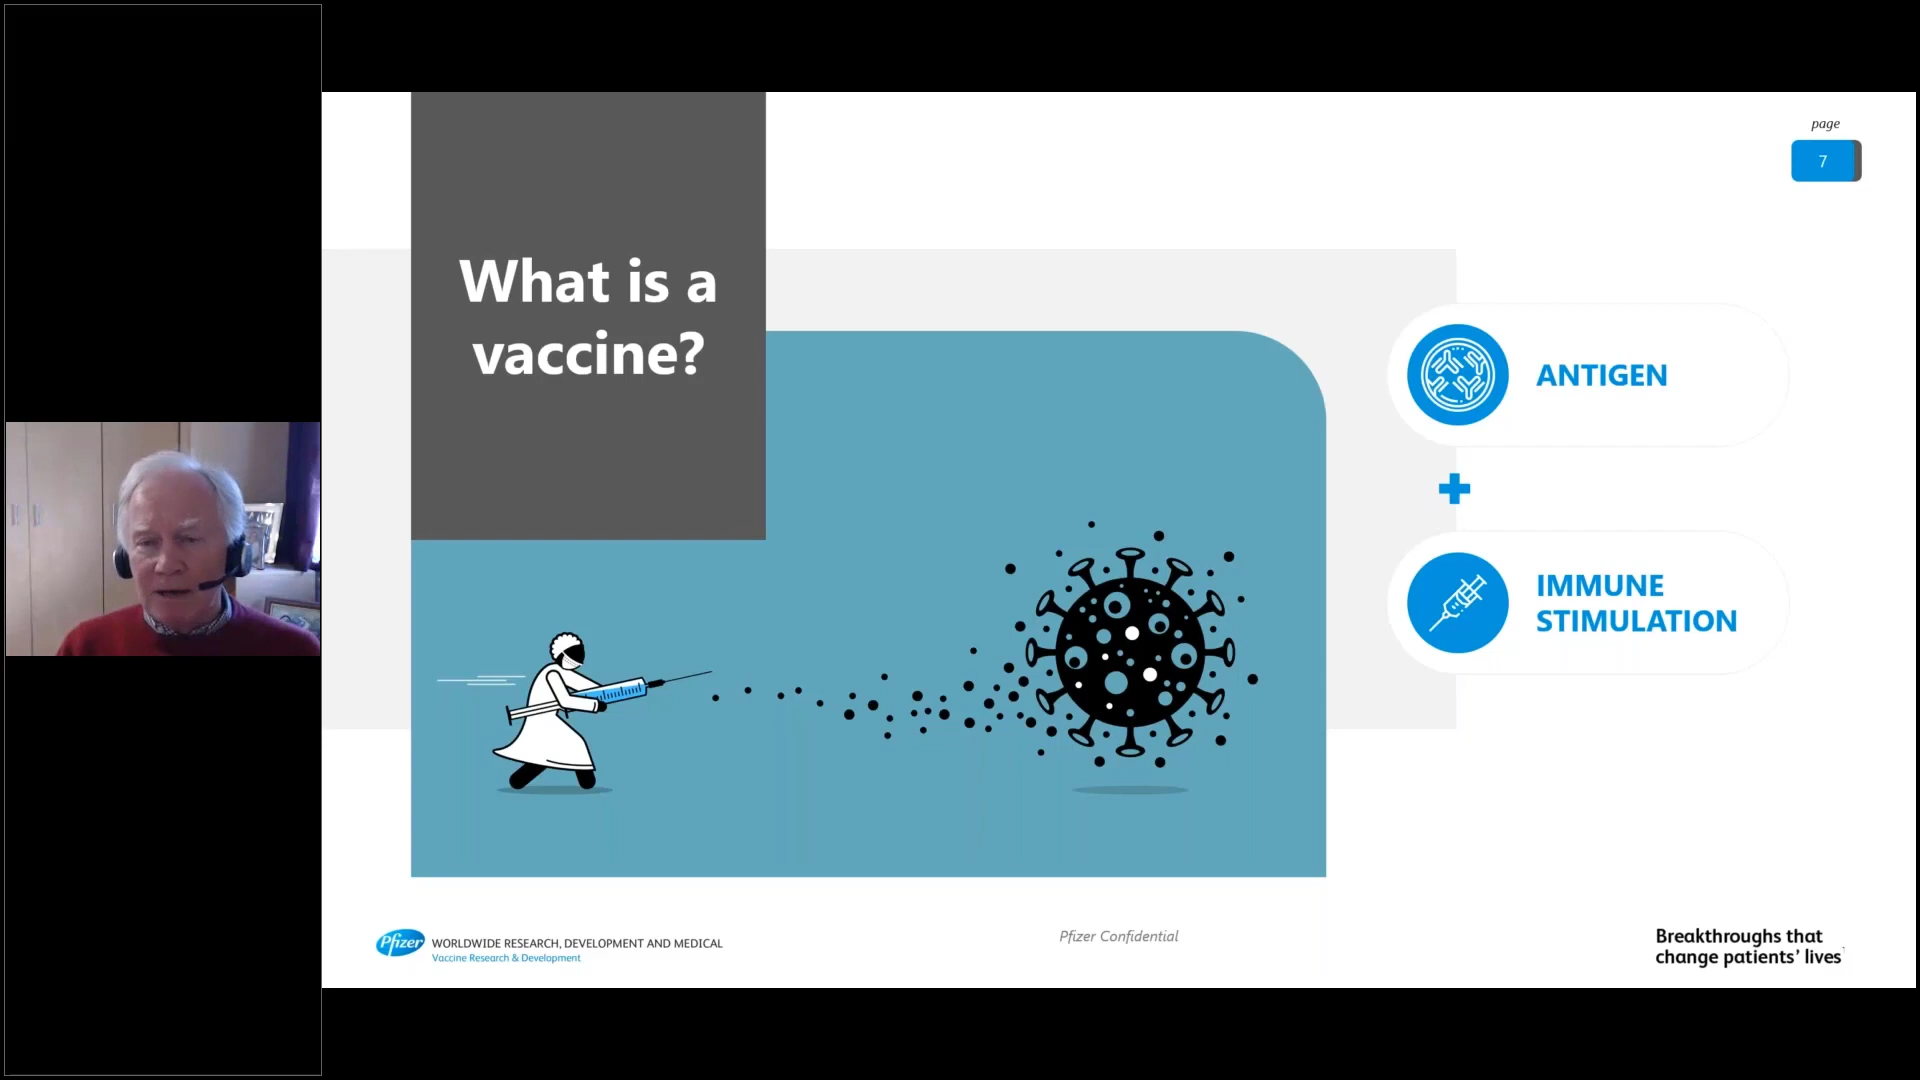 page
7
What is a
vaccine?
ANTIGEN
IMMUNE
STIMULATION
Pfizer
WORLDWIDE RESEARCH, DEVELOPMENT AND MEDICAL
Vaccine Research & Development
Pfizer Confidential
Breakthroughs that
change patients’ lives